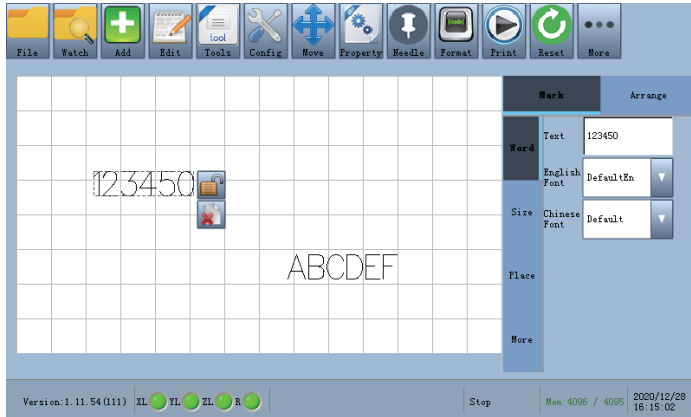 File Watch Add Edit Tools Config Move Property Needle Format Print Reset More
tool
Mark Arrange
Word
Text 123450
English Font DefaultEn
Size
Chinese Font Default
Place
More
123450
ABCDEF
Version:1.11.54(111) XL YL ZL R Stop Mem:4096 / 4095 2020/12/28
16:15:02